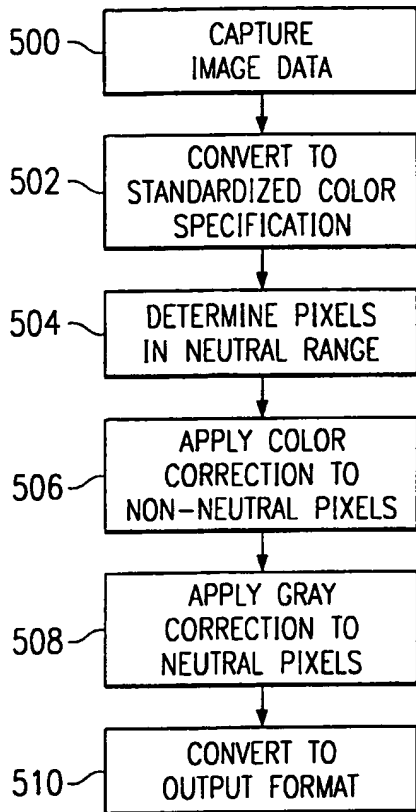 500
CAPTURE
IMAGE DATA
502
CONVERT TO
STANDARDIZED COLOR
SPECIFICATION
504
DETERMINE PIXELS
IN NEUTRAL RANGE
506
APPLY COLOR
CORRECTION TO
NON-NEUTRAL PIXELS
508
APPLY GRAY
CORRECTION TO
NEUTRAL PIXELS
510
CONVERT TO
OUTPUT FORMAT